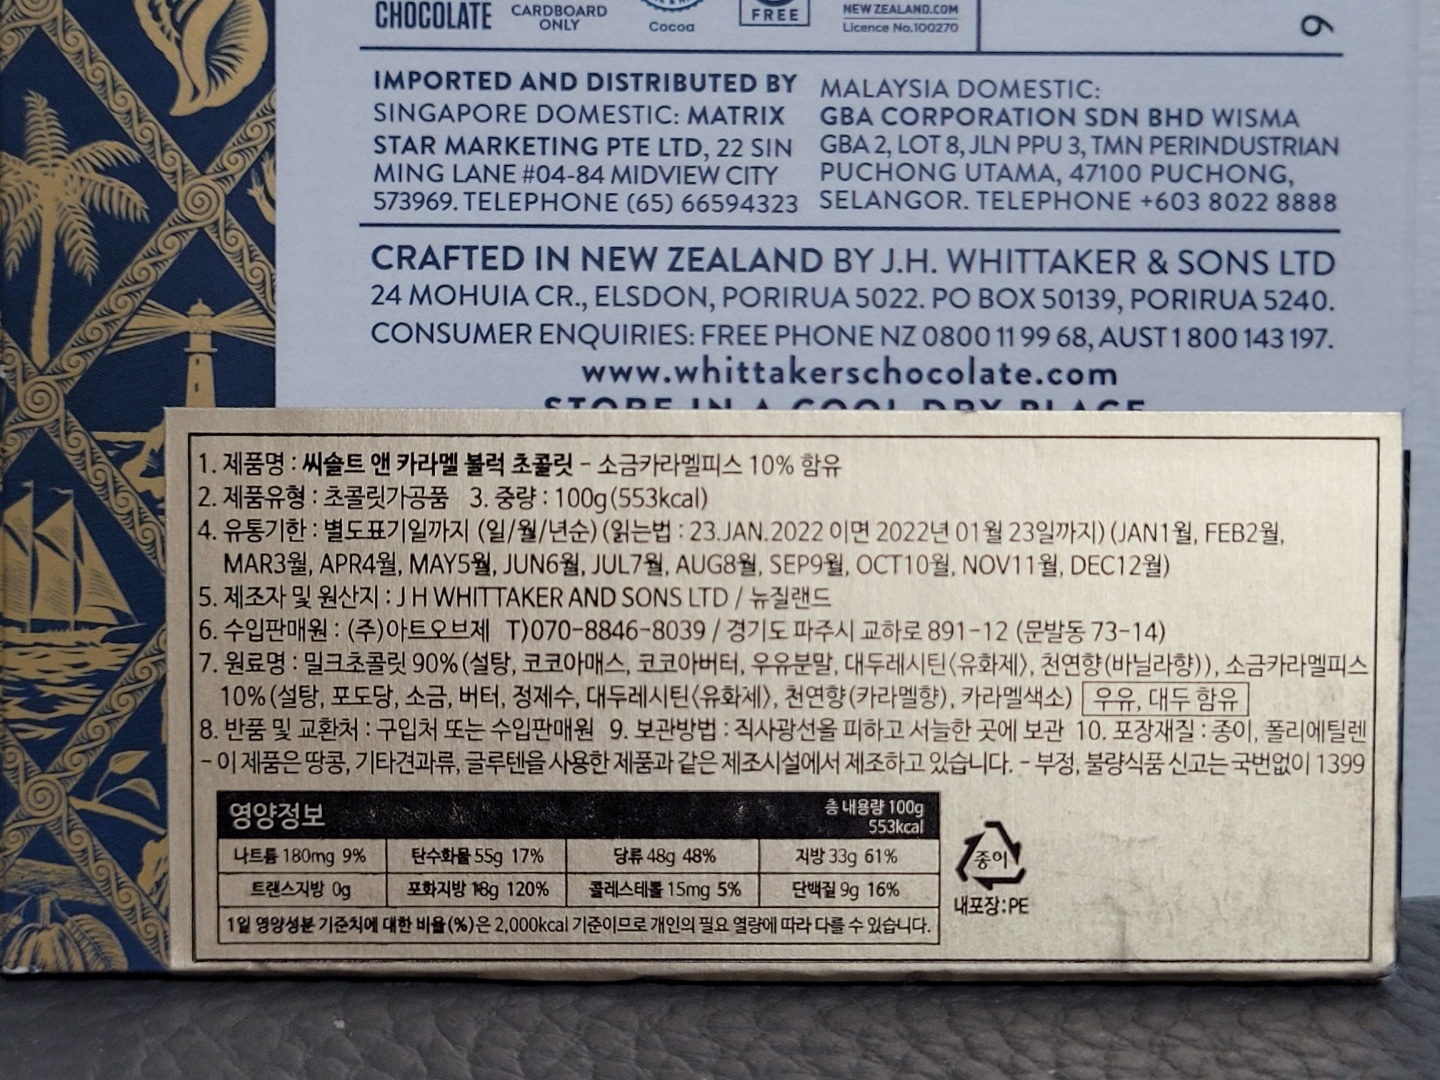 CHOCOLATE
CARDBOARD
ONLY
Cocoa
FREE
NEW ZEALAND.COM
Licence No.100270
6
IMPORTED AND DISTRIBUTED BY
SINGAPORE DOMESTIC: MATRIX
STAR MARKETING PTE LTD, 22 SIN
MING LANE #04-84 MIDVIEW CITY
573969. TELEPHONE (65) 66594323
MALAYSIA DOMESTIC:
GBA CORPORATION SDN BHD WISMA
GBA 2, LOT 8, JLN PPU 3, TMN PERINDUSTRIAN
PUCHONG UTAMA, 47100 PUCHONG,
SELANGOR. TELEPHONE +603 8022 8888
CRAFTED IN NEW ZEALAND BY J.H. WHITTAKER & SONS LTD
24 MOHUIA CR., ELSDON, PORIRUA 5022. PO BOX 50139, PORIRUA 5240.
CONSUMER ENQUIRIES: FREE PHONE NZ 0800 11 99 68, AUST 1 800 143 197.
www.whittakerschocolate.com
STORE IN A COOL DRY PLACE
1. 제품명 : 씨솔트 앤 카라멜 블럭 초콜릿 - 소금카라멜피스 10% 함유
2. 제품유형 : 초콜릿가공품 3. 중량 : 100g(553kcal)
4. 유통기한 : 별도표기일까지 (일/월/년순) (읽는법 : 23.JAN.2022 이면 2022년 01월 23일까지) (JAN1월, FEB2월,
MAR3월, APR4월, MAY5월, JUN6월, JUL7월, AUG8월, SEP9월, OCT10월, NOV11월, DEC12월)
5. 제조자 및 원산지 : J H WHITTAKER AND SONS LTD / 뉴질랜드
6. 수입판매원 : (주)아트오브제 T)070-8846-8039 / 경기도 파주시 교하로 891-12 (문발동 73-14)
7. 원료명 : 밀크초콜릿 90%(설탕, 코코아매스, 코코아버터, 우유분말, 대두레시틴〈유화제〉, 천연향(바닐라향)), 소금카라멜피스
10%(설탕, 포도당, 소금, 버터, 정제수, 대두레시틴〈유화제〉, 천연향(카라멜향), 카라멜색소) 우유, 대두 함유
8. 반품 및 교환처 : 구입처 또는 수입판매원 9. 보관방법 : 직사광선을 피하고 서늘한 곳에 보관 10. 포장재질 : 종이, 폴리에틸렌
- 이 제품은 땅콩, 기타견과류, 글루텐을 사용한 제품과 같은 제조시설에서 제조하고 있습니다. - 부정, 불량식품 신고는 국번없이 1399
영양정보
총 내용량 100g
553kcal
나트륨 180mg 9% 탄수화물 55g 17% 당류 48g 48% 지방 33g 61%
트랜스지방 0g 포화지방 18g 120% 콜레스테롤 15mg 5% 단백질 9g 16%
1일 영양성분 기준치에 대한 비율(%)은 2,000kcal 기준이므로 개인의 필요 열량에 따라 다를 수 있습니다.
종이
내포장:PE